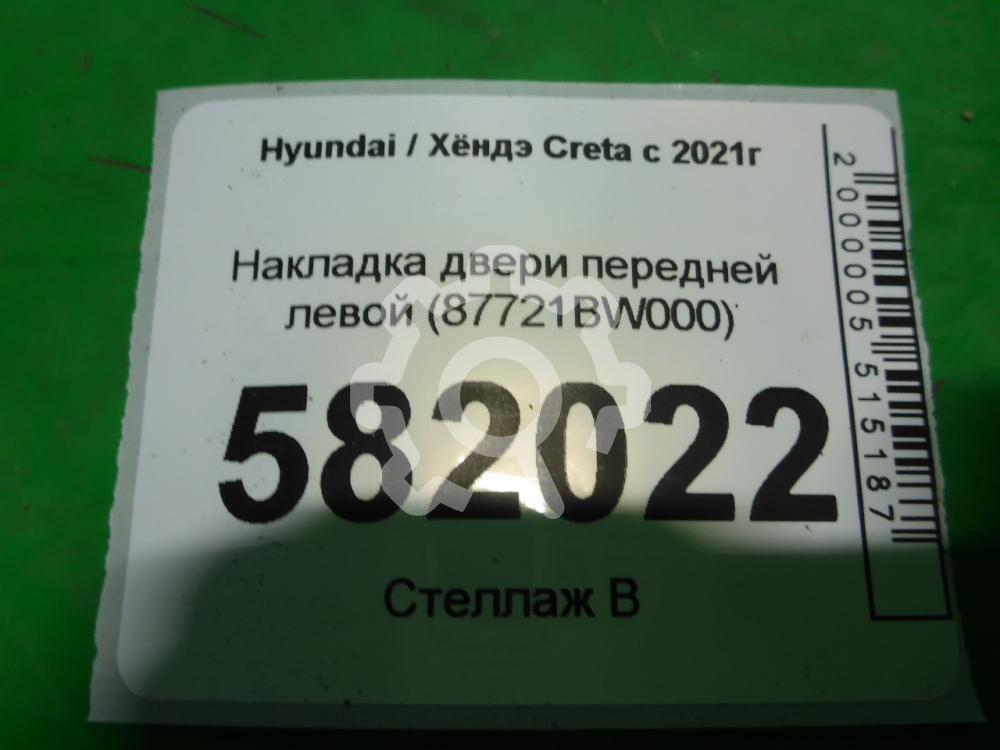 Hyundai / Хёндэ Creta с 2021г
Накладка двери передней
левой (87721BW000)
582022
Стеллаж В
2000005515187